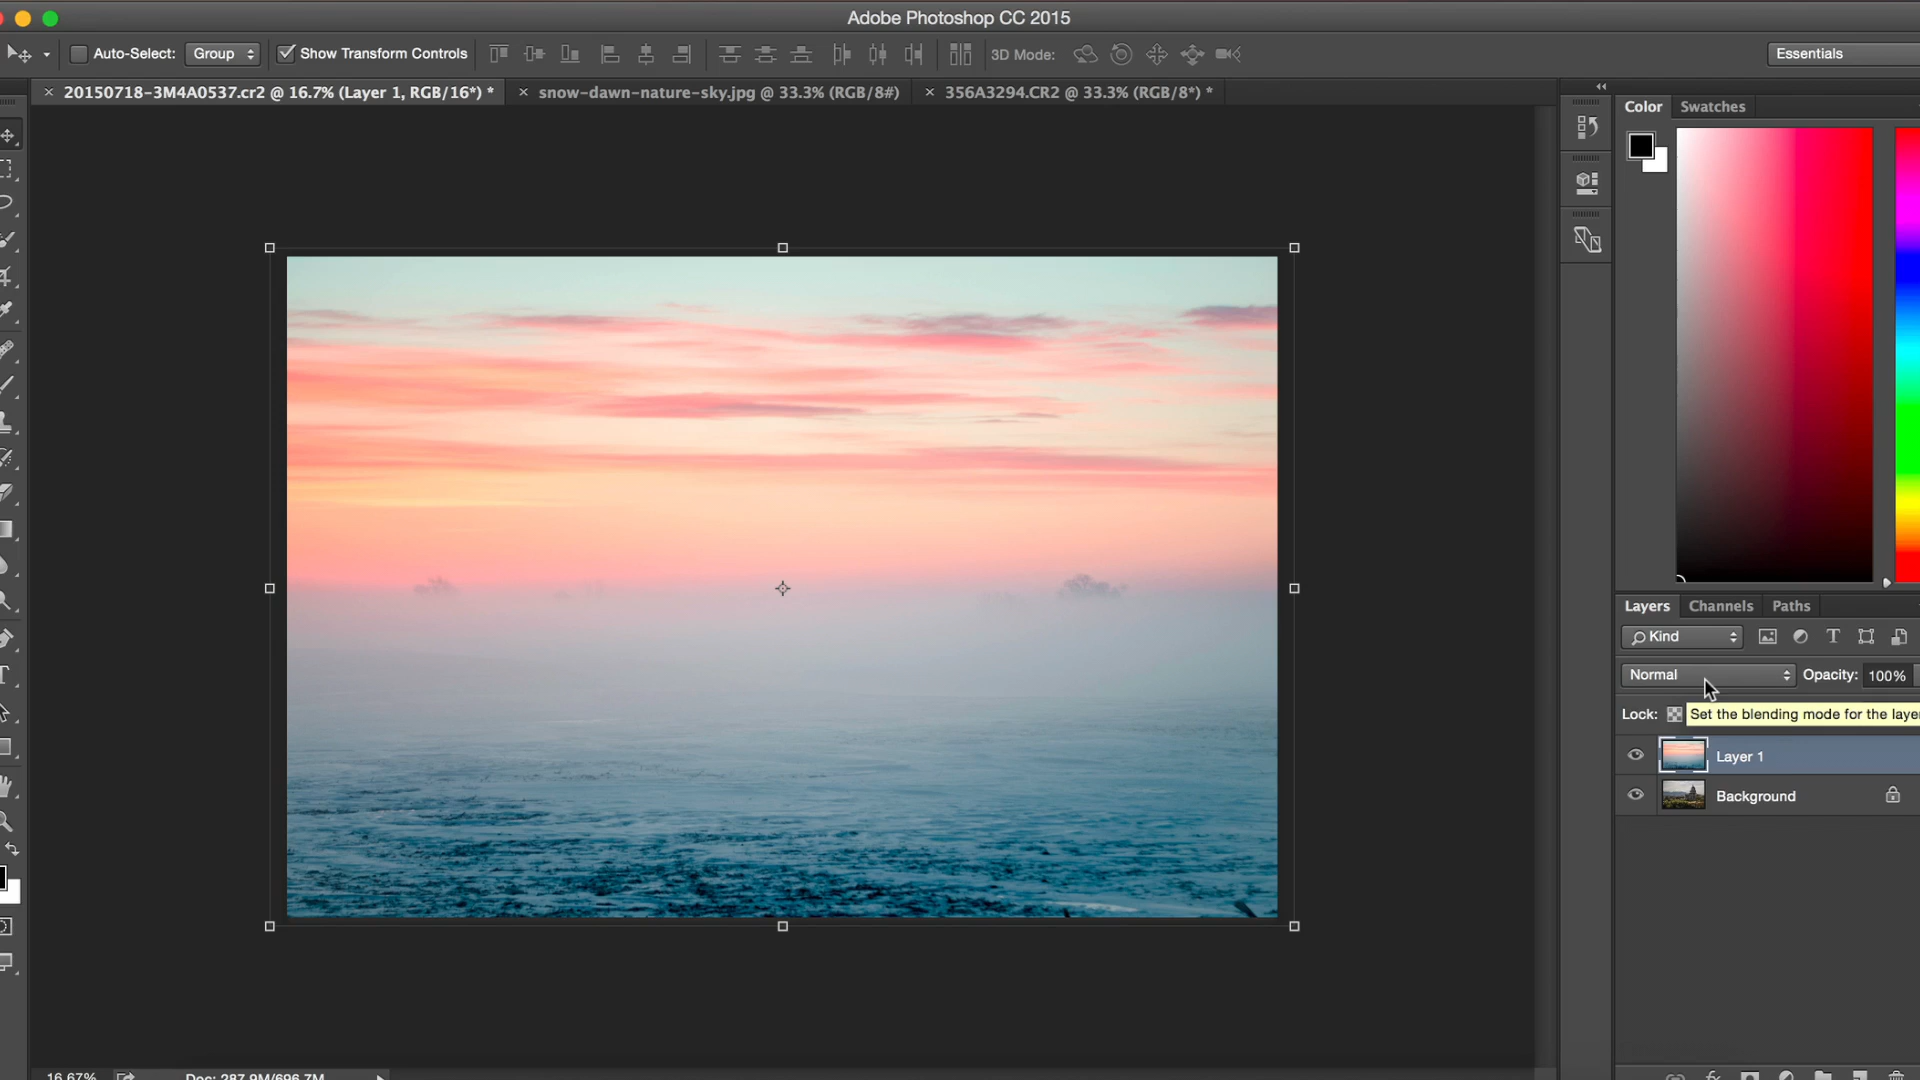 Adobe Photoshop CC 2015
Auto-Select: Group Show Transform Controls 3D Mode: Essentials
× 20150718-3M4A0537.cr2 @ 16.7% (Layer 1, RGB/16*) * × snow-dawn-nature-sky.jpg @ 33.3% (RGB/8#) × 356A3294.CR2 @ 33.3% (RGB/8*) *
Color Swatches
Layers Channels Paths
Kind
Normal Opacity: 100%
Lock: Set the blending mode for the layer
Layer 1
Background
16.67% Doc: 287.9M/696.7M